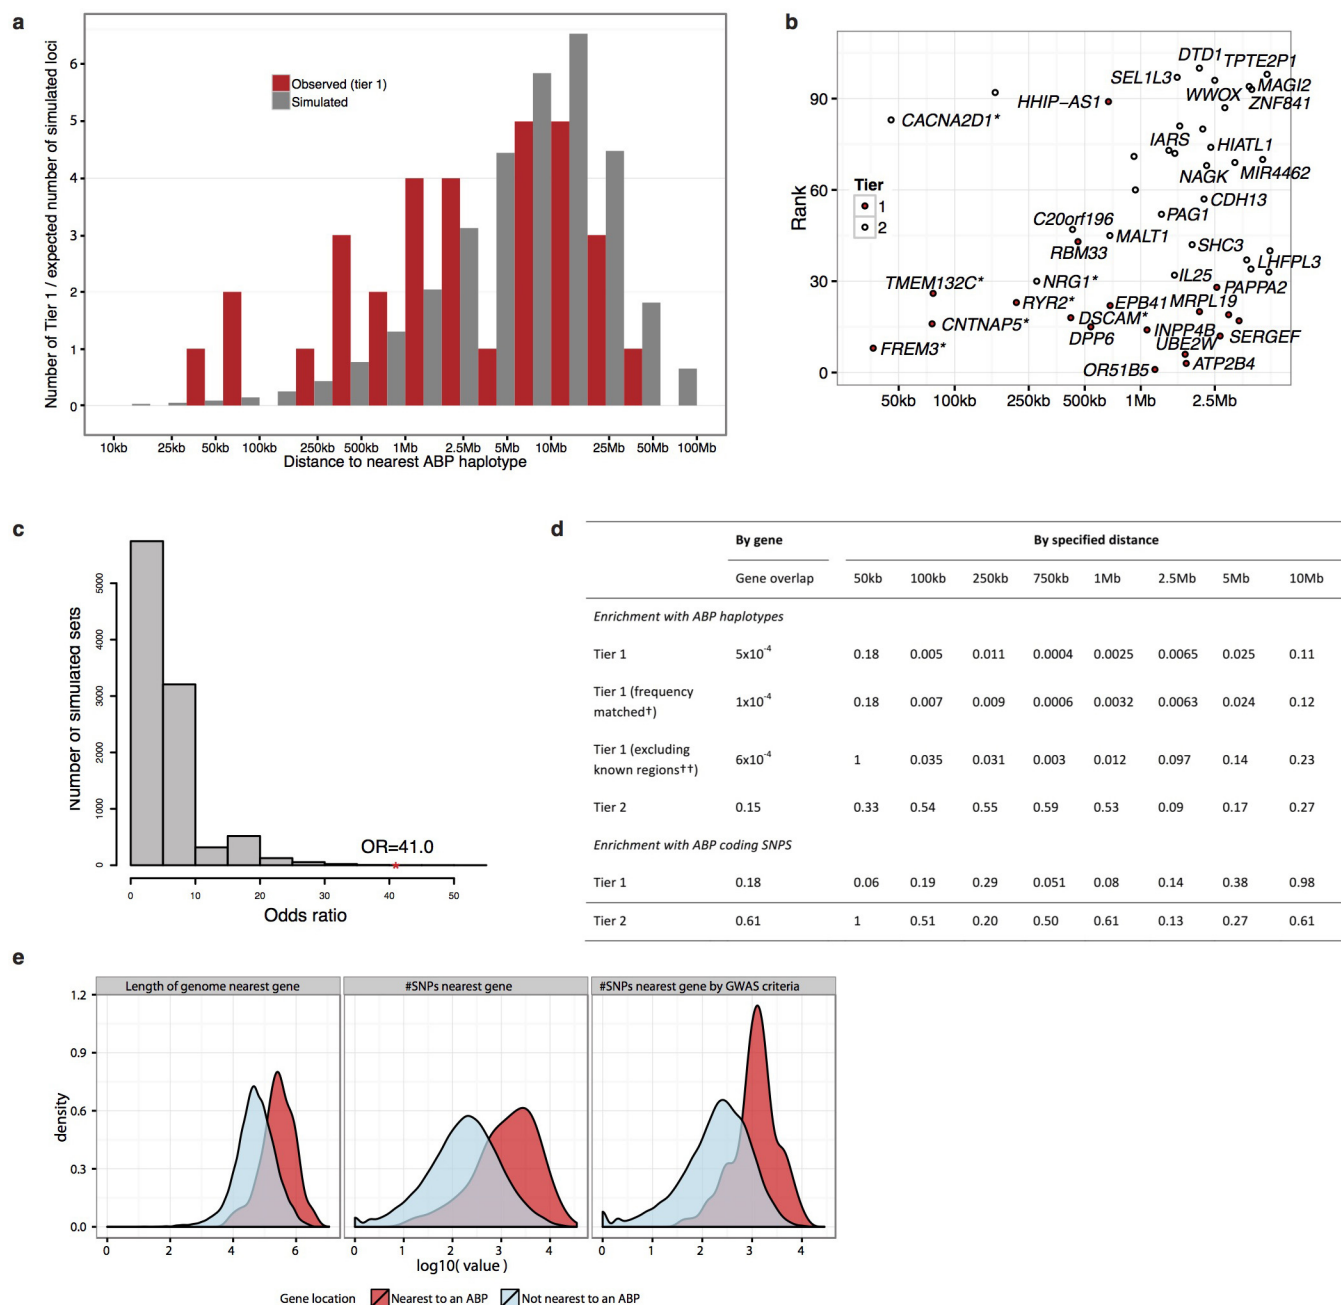 a
Number of Tier 1 / expected number of simulated loci
6
5
4
3
2
1
0
Observed (tier 1)
Simulated
10kb 25kb 50kb 100kb 250kb 500kb 1Mb 2.5Mb 5Mb 10Mb 25Mb 50Mb 100Mb
Distance to nearest ABP haplotype
b
Rank
90
60
30
0
DTD1 TPTE2P1
SEL1L3 MAGI2
HHIP-AS1 WWOX ZNF841
CACNA2D1*
IARS HIATL1
NAGK MIR4462
Tier
1
2
CDH13
C20orf196 PAG1
RBM33 MALT1 SHC3
LHFPL3
TMEM132C* NRG1* IL25 PAPPA2
RYR2* EPB41 MRPL19
CNTNAP5* DSCAM* INPP4B SERGEF
FREM3* DPP6 UBE2W
OR51B5 ATP2B4
50kb 100kb 250kb 500kb 1Mb 2.5Mb
c
Number of simulated sets
5000
4000
3000
2000
1000
0
OR=41.0
*
0 10 20 30 40 50
Odds ratio
d
By gene By specified distance
Gene overlap 50kb 100kb 250kb 750kb 1Mb 2.5Mb 5Mb 10Mb
Enrichment with ABP haplotypes
Tier 1 5x10⁻⁴ 0.18 0.005 0.011 0.0004 0.0025 0.0065 0.025 0.11
Tier 1 (frequency
matched†) 1x10⁻⁴ 0.18 0.007 0.009 0.0006 0.0032 0.0063 0.024 0.12
Tier 1 (excluding
known regions††) 6x10⁻⁴ 1 0.035 0.031 0.003 0.012 0.097 0.14 0.23
Tier 2 0.15 0.33 0.54 0.55 0.59 0.53 0.09 0.17 0.27
Enrichment with ABP coding SNPS
Tier 1 0.18 0.06 0.19 0.29 0.051 0.08 0.14 0.38 0.98
Tier 2 0.61 1 0.51 0.20 0.50 0.61 0.13 0.27 0.61
e
Length of genome nearest gene #SNPs nearest gene #SNPs nearest gene by GWAS criteria
density
1.2
0.9
0.6
0.3
0.0
0 2 4 6 0 1 2 3 4 0 1 2 3 4
log10( value )
Gene location Nearest to an ABP Not nearest to an ABP